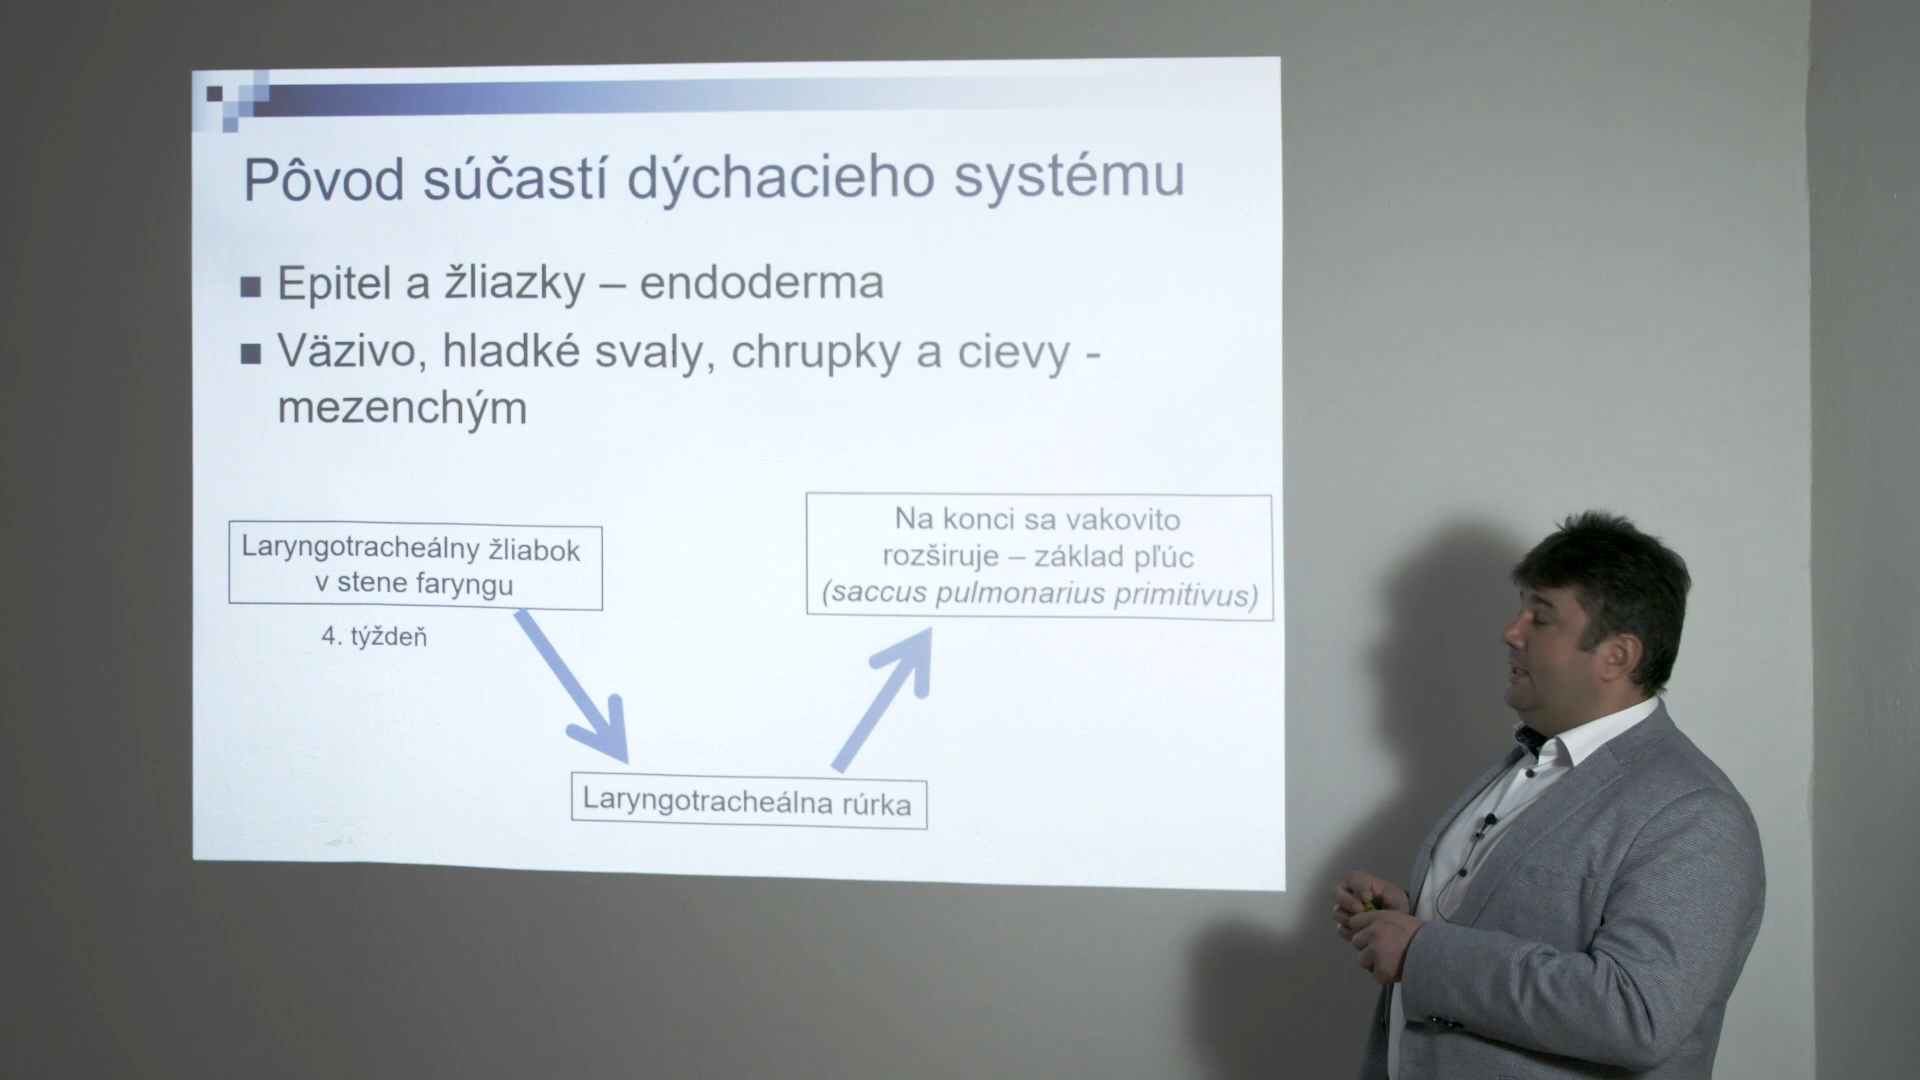 Pôvod súčastí dýchacieho systému
Epitel a žliazky – endoderma
Väzivo, hladké svaly, chrupky a cievy -
mezenchým
Laryngotracheálny žliabok
v stene faryngu
4. týždeň
Na konci sa vakovito
rozširuje – základ pľúc
(saccus pulmonarius primitivus)
Laryngotracheálna rúrka